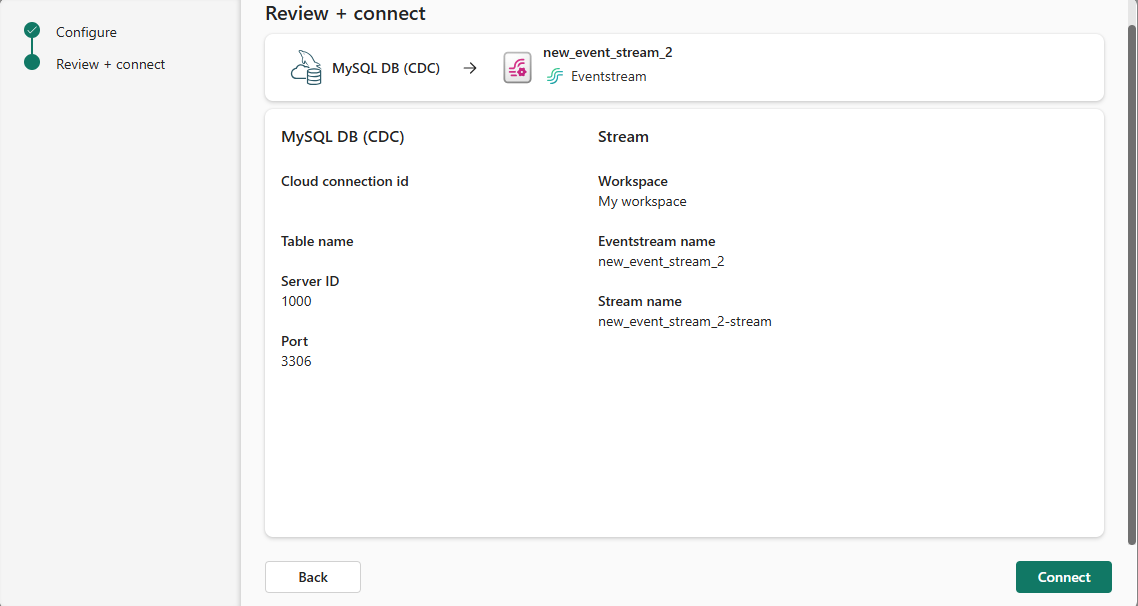 Configure
Review + connect
Review + connect
MySQL DB (CDC)
new_event_stream_2
Eventstream
MySQL DB (CDC)
Cloud connection id
Table name
Server ID
1000
Port
3306
Stream
Workspace
My workspace
Eventstream name
new_event_stream_2
Stream name
new_event_stream_2-stream
Back
Connect